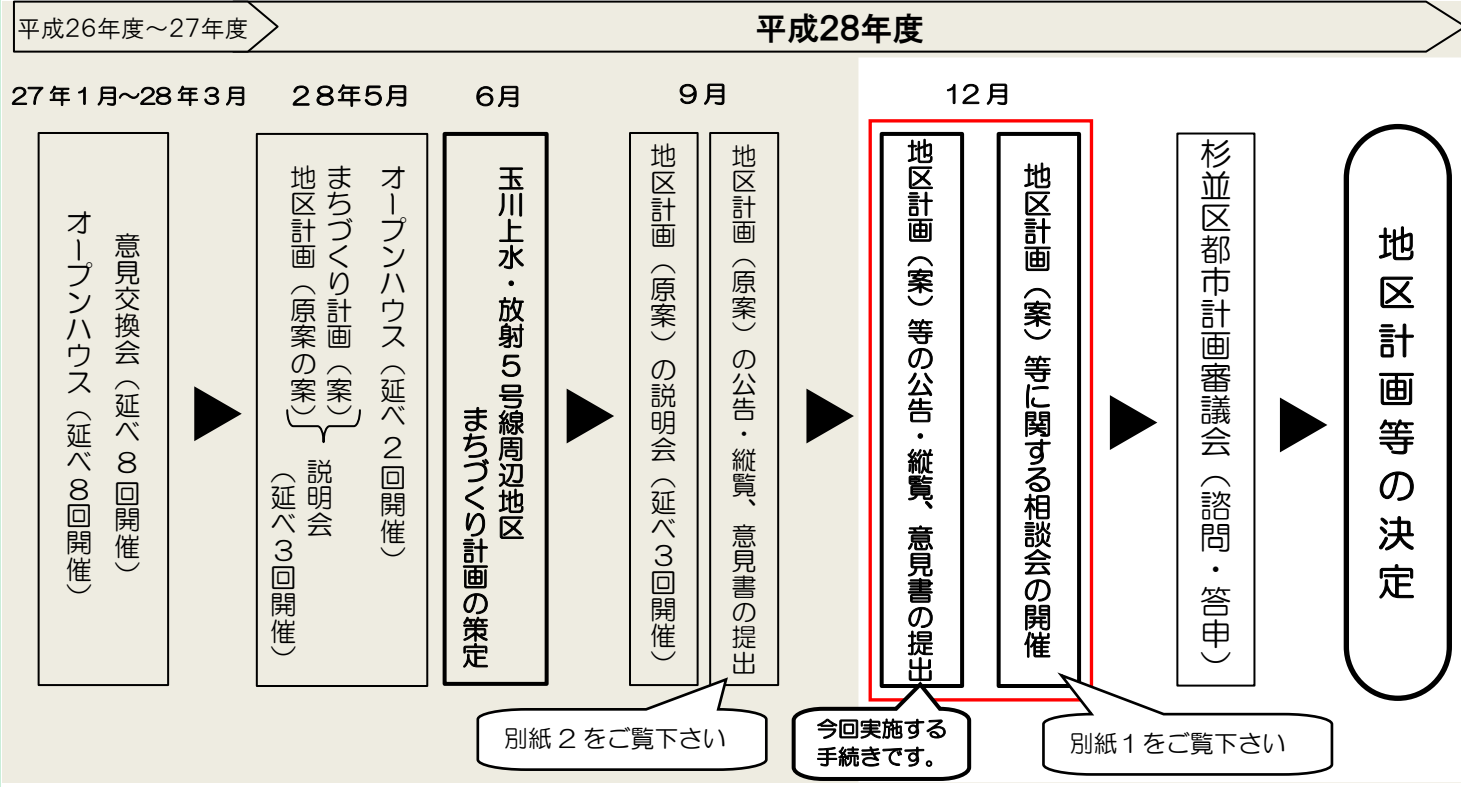 平成26年度～27年度
平成28年度
27年1月～28年3月
28年5月
6月
9月
12月
意見交換会（延べ8回開催）
オープンハウス（延べ8回開催）
オープンハウス（延べ2回開催）
まちづくり計画（案）
地区計画（原案の案）
説明会
（延べ3回開催）
玉川上水・放射5号線周辺地区
まちづくり計画の策定
地区計画（原案）の説明会（延べ3回開催）
地区計画（原案）の公告・縦覧、意見書の提出
地区計画（案）等の公告・縦覧、意見書の提出
地区計画（案）等に関する相談会の開催
杉並区都市計画審議会（諮問・答申）
地区計画等の決定
別紙2をご覧下さい
今回実施する
手続きです。
別紙1をご覧下さい